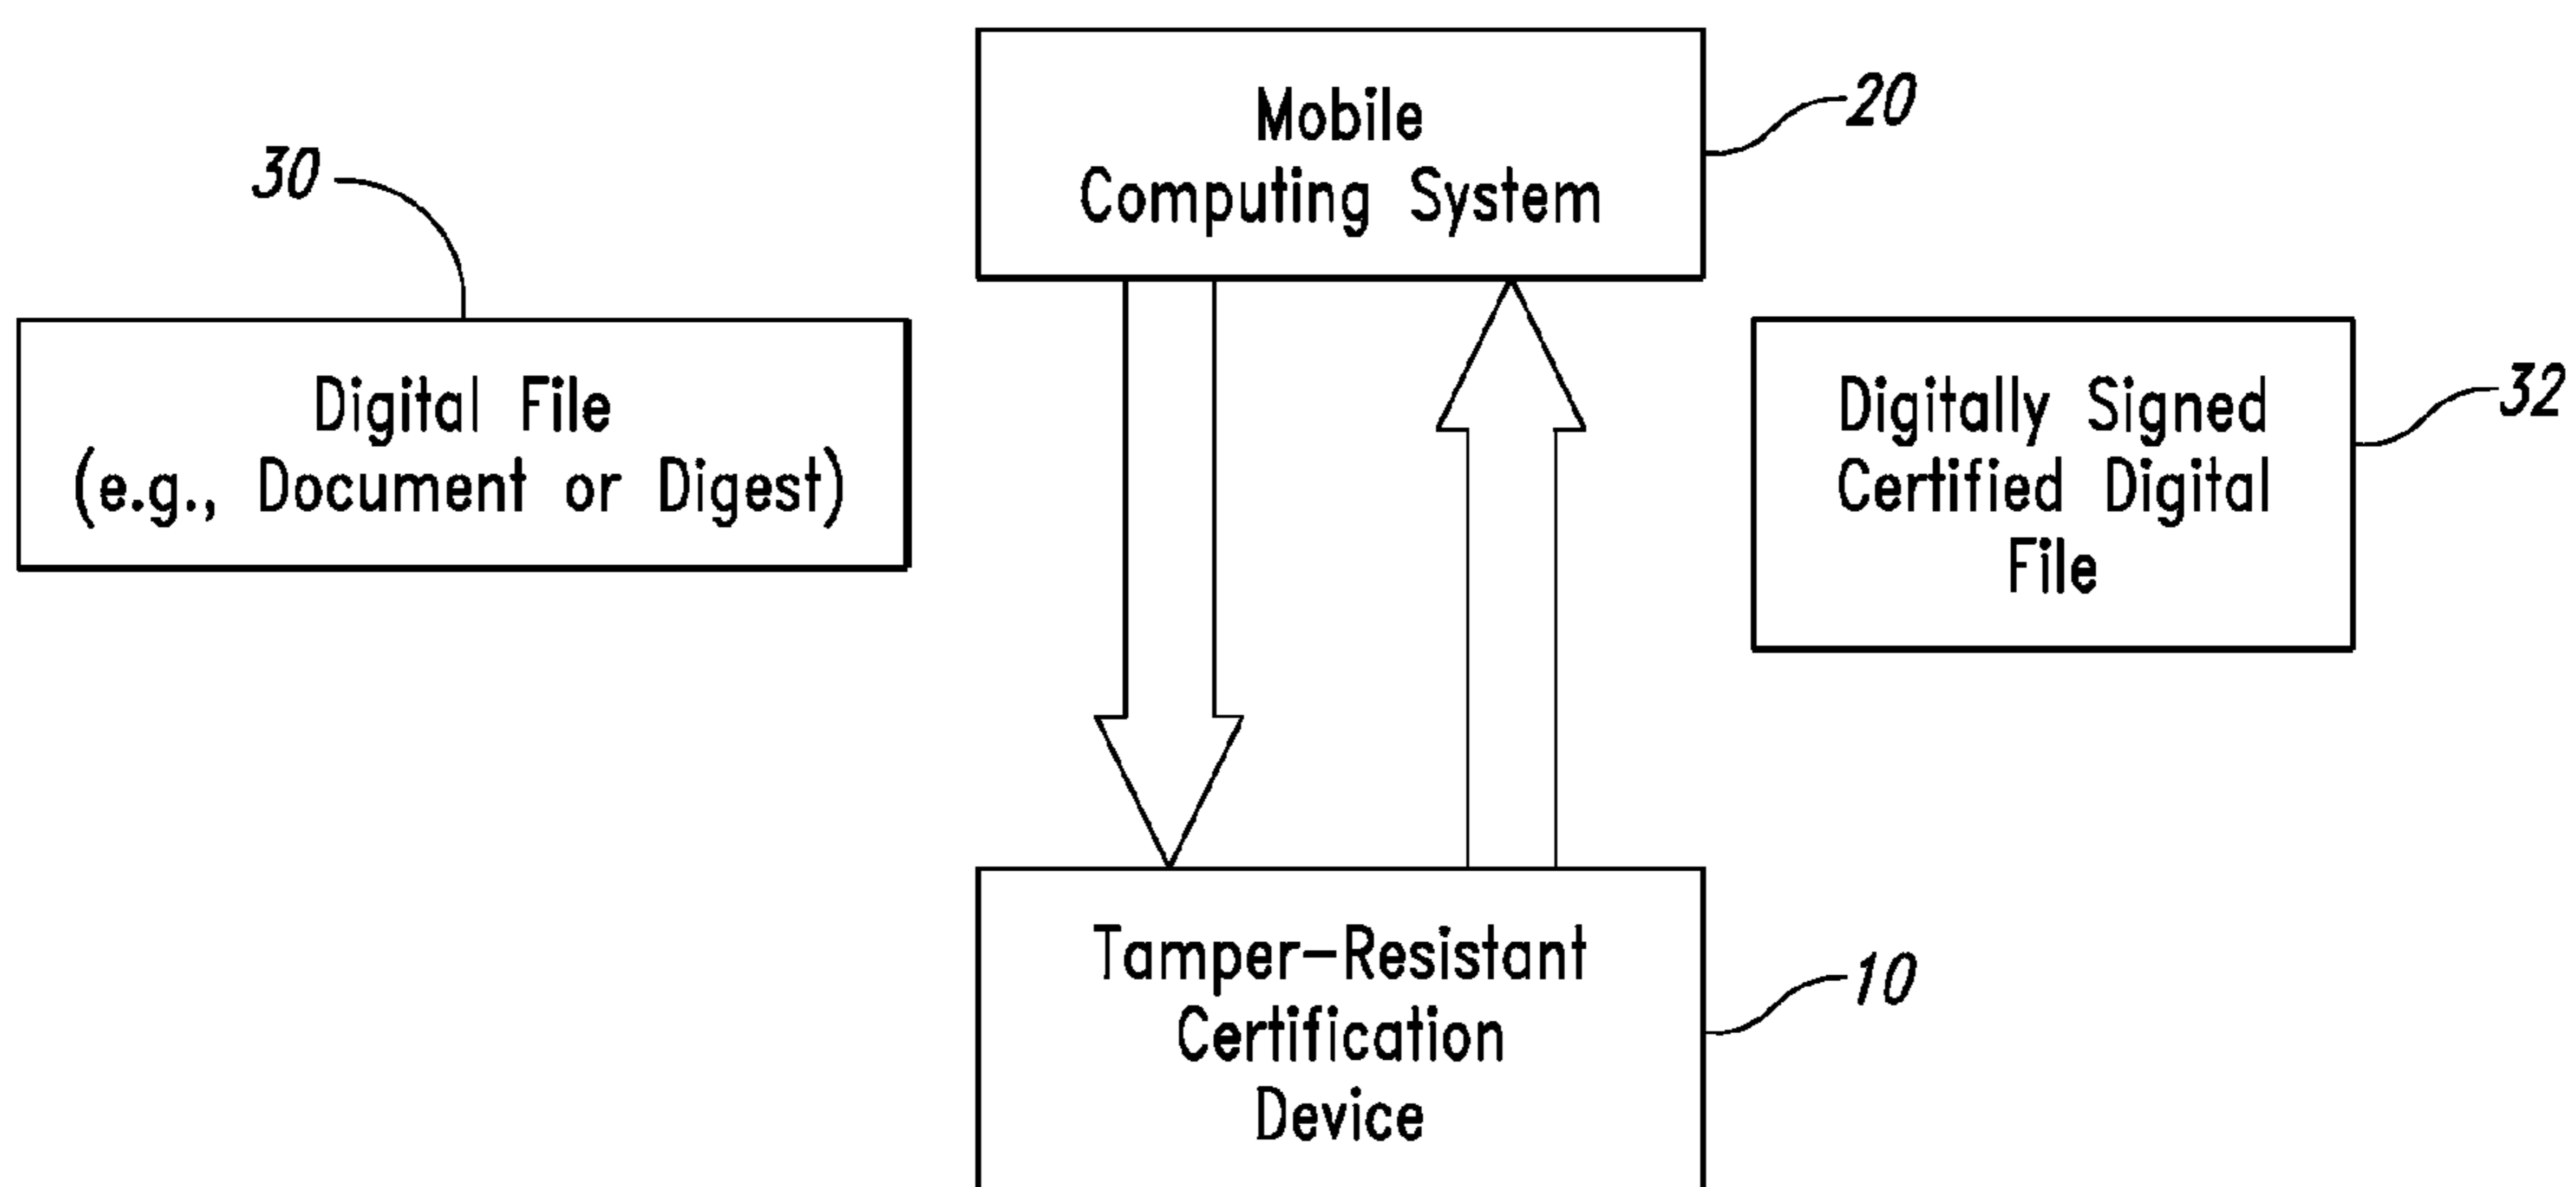 Mobile
Computing System
20
30
Digital File
(e.g., Document or Digest)
Digitally Signed
Certified Digital
File
32
Tamper-Resistant
Certification
Device
10